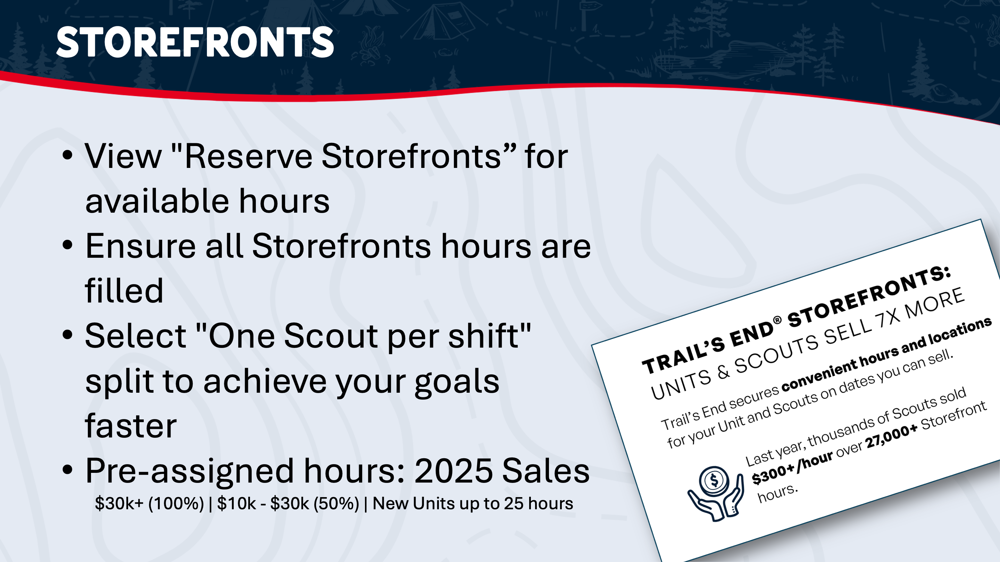 STOREFRONTS
• View "Reserve Storefronts” for
available hours
• Ensure all Storefronts hours are
filled
• Select "One Scout per shift"
split to achieve your goals
faster
• Pre-assigned hours: 2025 Sales
$30k+ (100%) | $10k - $30k (50%) | New Units up to 25 hours
TRAIL’S END® STOREFRONTS:
UNITS & SCOUTS SELL 7X MORE
Trail’s End secures convenient hours and locations
for your Unit and Scouts on dates you can sell.
Last year, thousands of Scouts sold
$300+/hour over 27,000+ Storefront
hours.